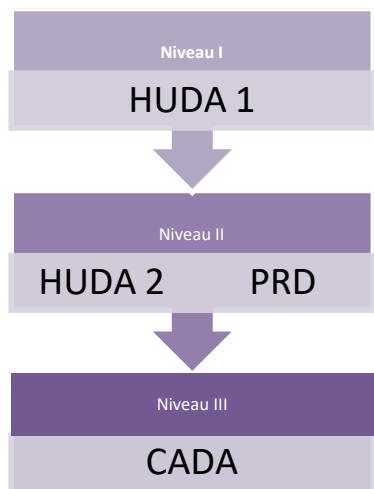 Niveau I
HUDA 1
Niveau II
HUDA 2 PRD
Niveau III
CADA